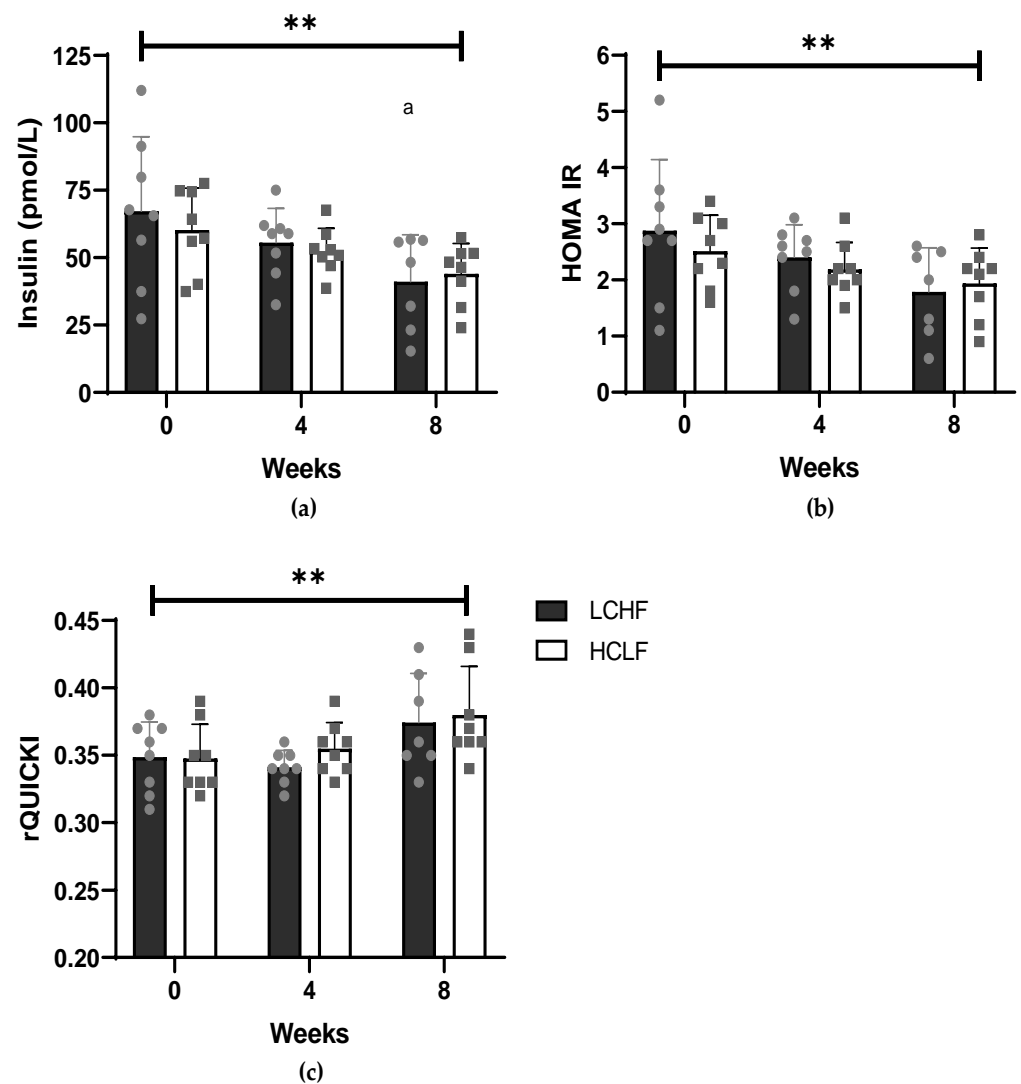 **
125
100
75
50
25
0
Insulin (pmol/L)
a
0 4 8
Weeks
(a)
**
6
5
4
3
2
1
0
HOMA IR
0 4 8
Weeks
(b)
**
0.45
0.40
0.35
0.30
0.25
0.20
rQUICKI
0 4 8
Weeks
(c)
LCHF
HCLF